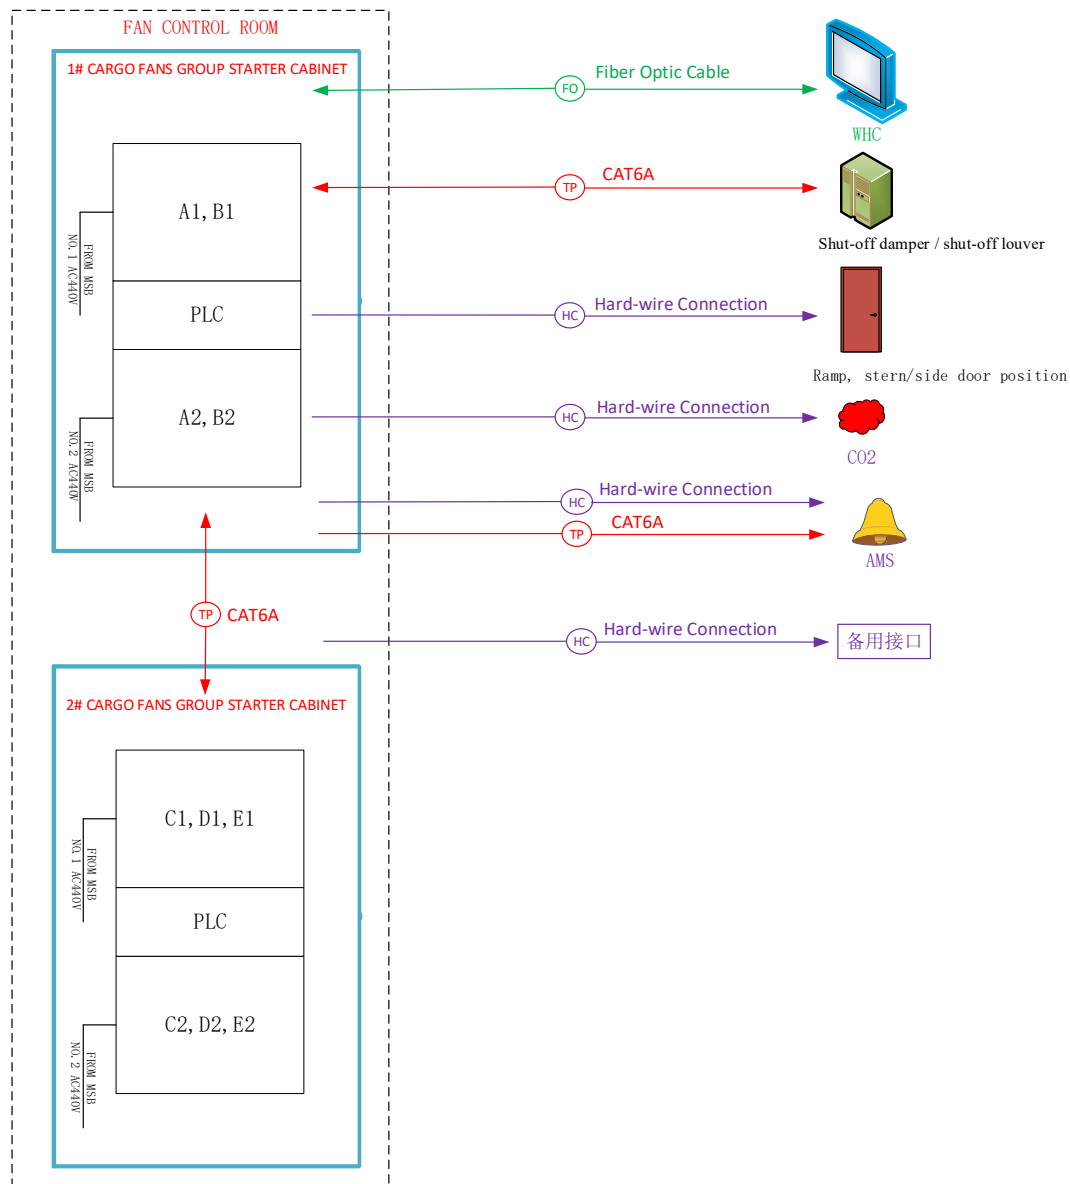 FAN CONTROL ROOM
1# CARGO FANS GROUP STARTER CABINET
Fiber Optic Cable
FO
WHC
CAT6A
TP
Shut-off damper / shut-off louver
A1, B1
FROM MSB
NO.1 AC440V
PLC
Hard-wire Connection
HC
Ramp, stern/side door position
A2, B2
FROM MSB
NO.2 AC440V
Hard-wire Connection
HC
CO2
Hard-wire Connection
HC
CAT6A
TP
AMS
TP
CAT6A
Hard-wire Connection
HC
备用接口
2# CARGO FANS GROUP STARTER CABINET
C1, D1, E1
FROM MSB
NO.1 AC440V
PLC
C2, D2, E2
FROM MSB
NO.2 AC440V